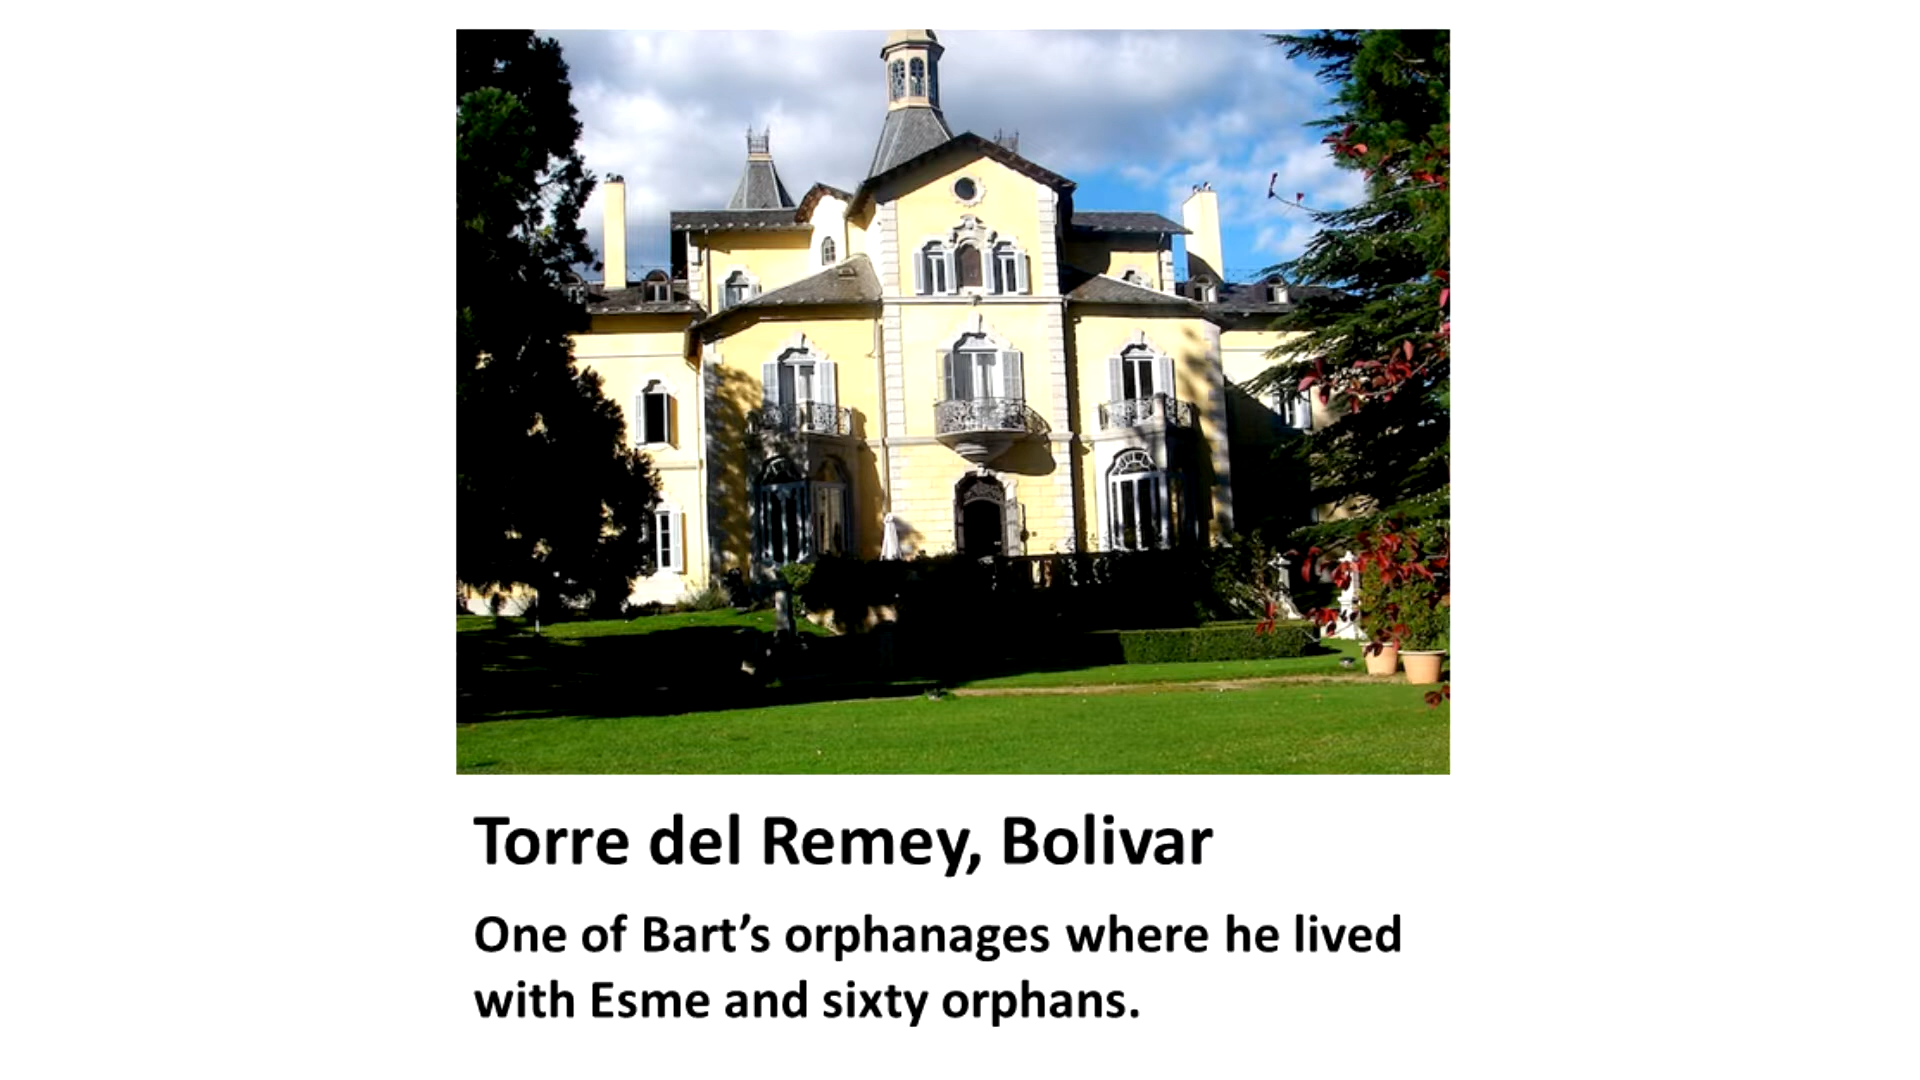 Torre del Remey, Bolivar
One of Bart’s orphanages where he lived
with Esme and sixty orphans.